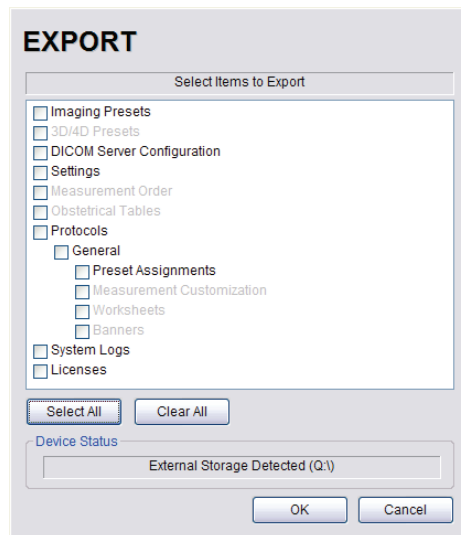 EXPORT
Select Items to Export
Imaging Presets
3D/4D Presets
DICOM Server Configuration
Settings
Measurement Order
Obstetrical Tables
Protocols
General
Preset Assignments
Measurement Customization
Worksheets
Banners
System Logs
Licenses
Select All Clear All
Device Status
External Storage Detected (Q:\)
OK Cancel